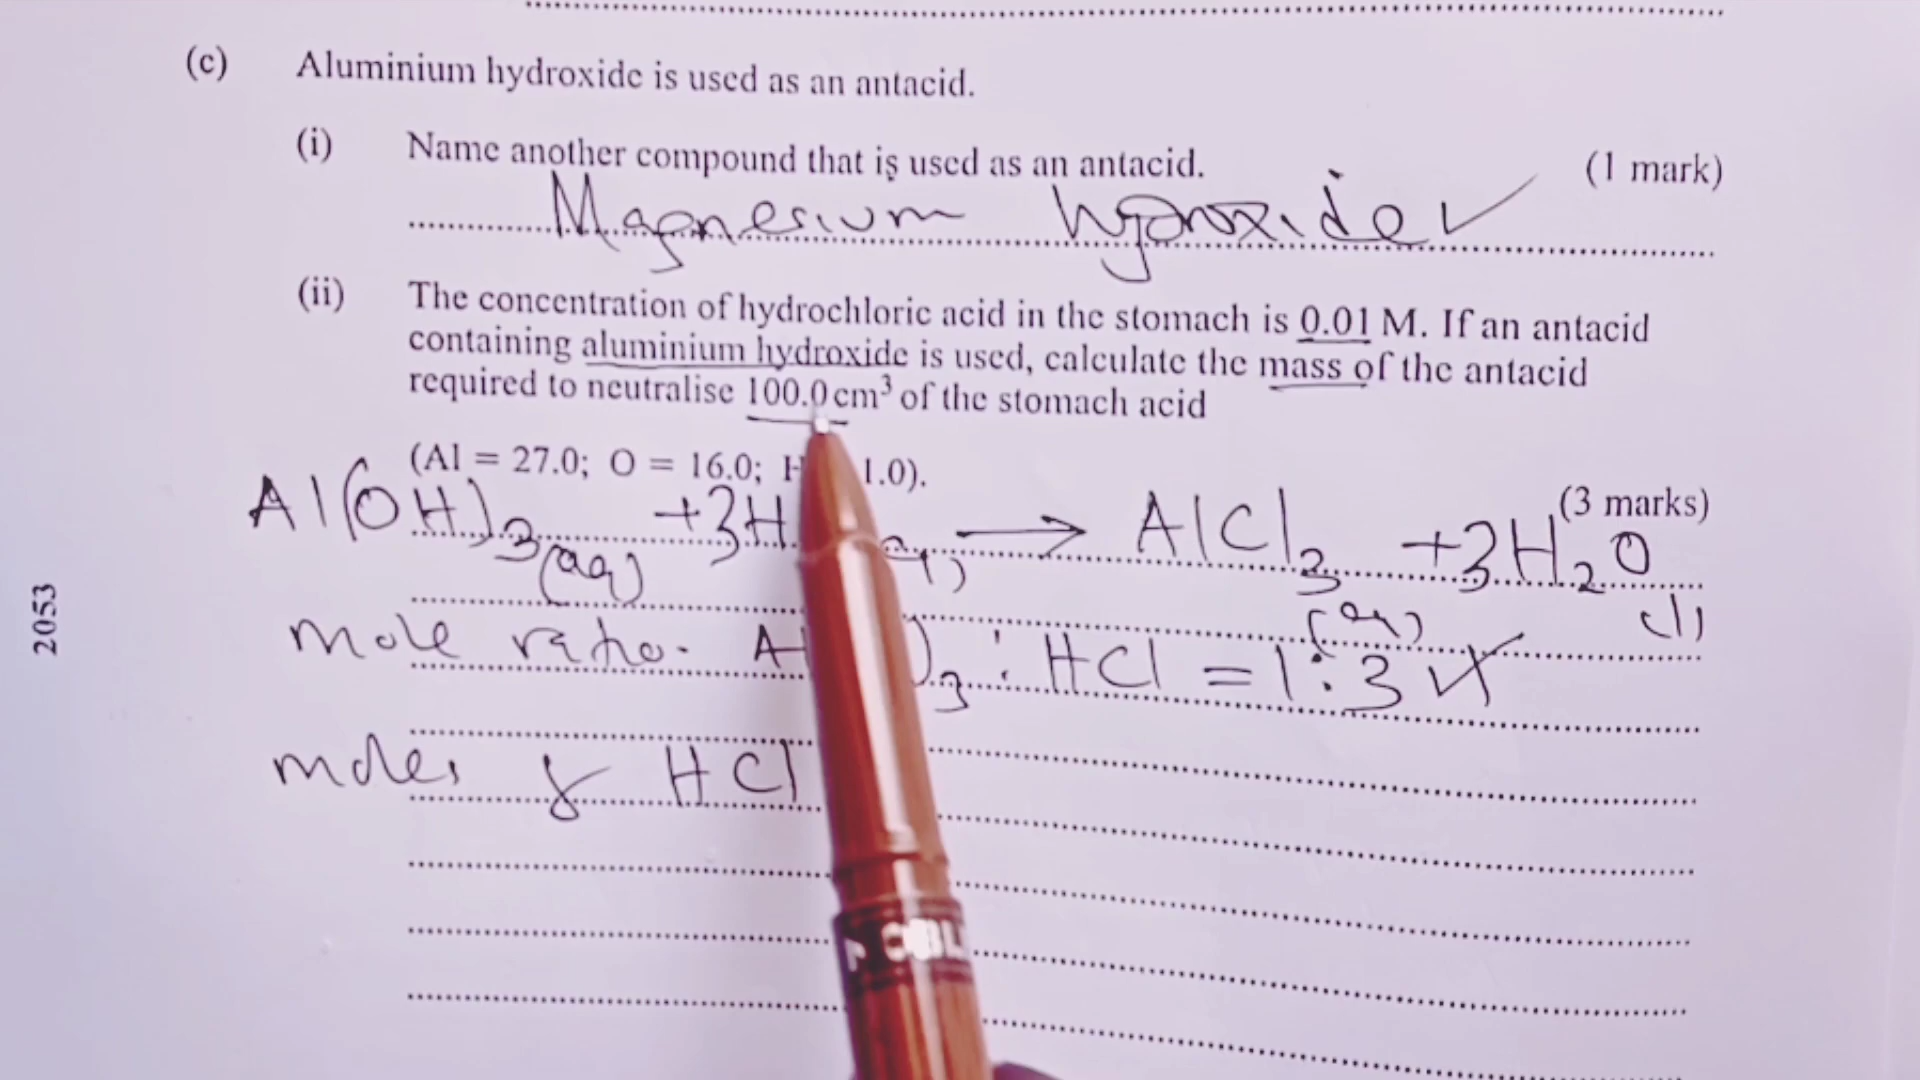 (c) Aluminium hydroxide is used as an antacid.
(i) Name another compound that is used as an antacid. (1 mark)
Magnesium hydroxide ✓
(ii) The concentration of hydrochloric acid in the stomach is 0.01 M. If an antacid
containing aluminium hydroxide is used, calculate the mass of the antacid
required to neutralise 100.0 cm³ of the stomach acid
(Al = 27.0; O = 16.0; H 1.0).
(3 marks)
Al(OH)₃(aq) +3H → AlCl₃(aq) +3H₂O(l)
mole ratio. A )₃ : HCl = 1:3
moles of HCl
2053